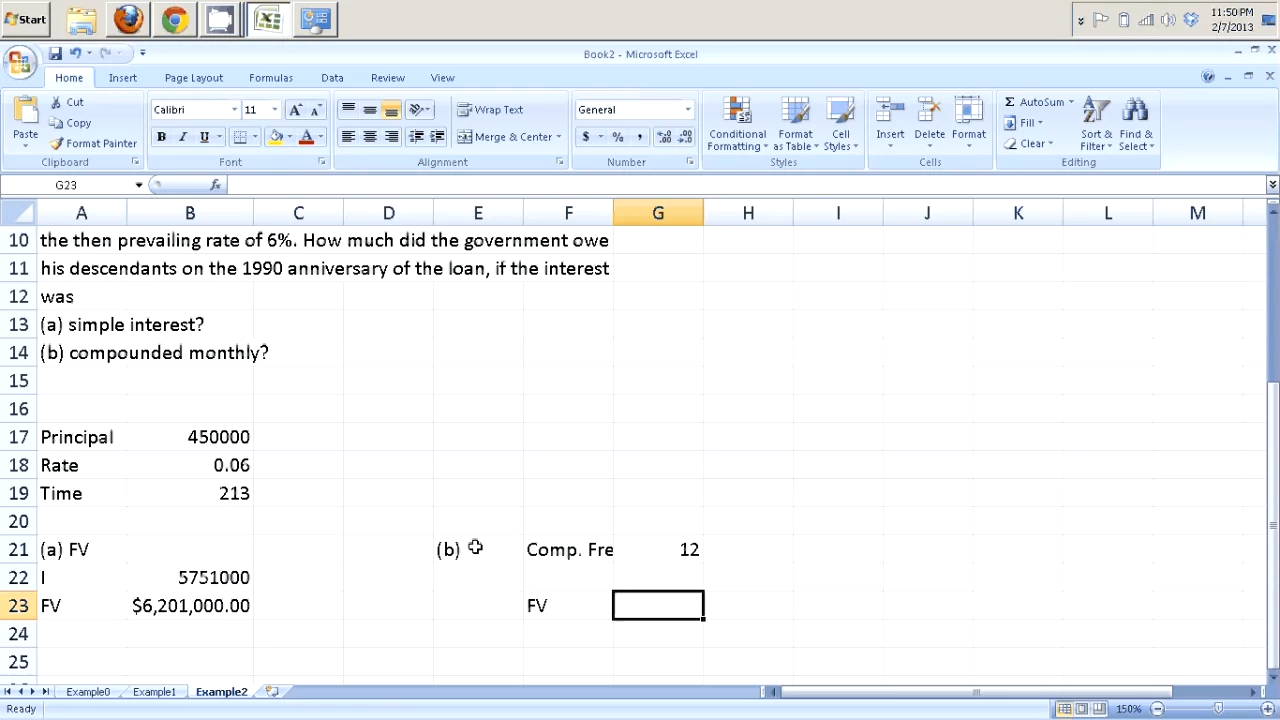 Start
11:50 PM
2/7/2013
Book2 - Microsoft Excel
Home Insert Page Layout Formulas Data Review View
Paste
Cut
Copy
Format Painter
Clipboard
Calibri 11
B I U A
Font
Wrap Text
Merge & Center
Alignment
General
$ % ,
Number
Conditional Formatting
Format as Table
Cell Styles
Styles
Insert Delete Format
Cells
AutoSum
Fill
Clear
Sort & Filter
Find & Select
Editing
G23 fx
A B C D E F G H I J K L M
10 the then prevailing rate of 6%. How much did the government owe
11 his descendants on the 1990 anniversary of the loan, if the interest
12 was
13 (a) simple interest?
14 (b) compounded monthly?
15
16
17 Principal 450000
18 Rate 0.06
19 Time 213
20
21 (a) FV (b) Comp. Fre 12
22 I 5751000
23 FV $6,201,000.00 FV
24
25
Example0 Example1 Example2
Ready 150%